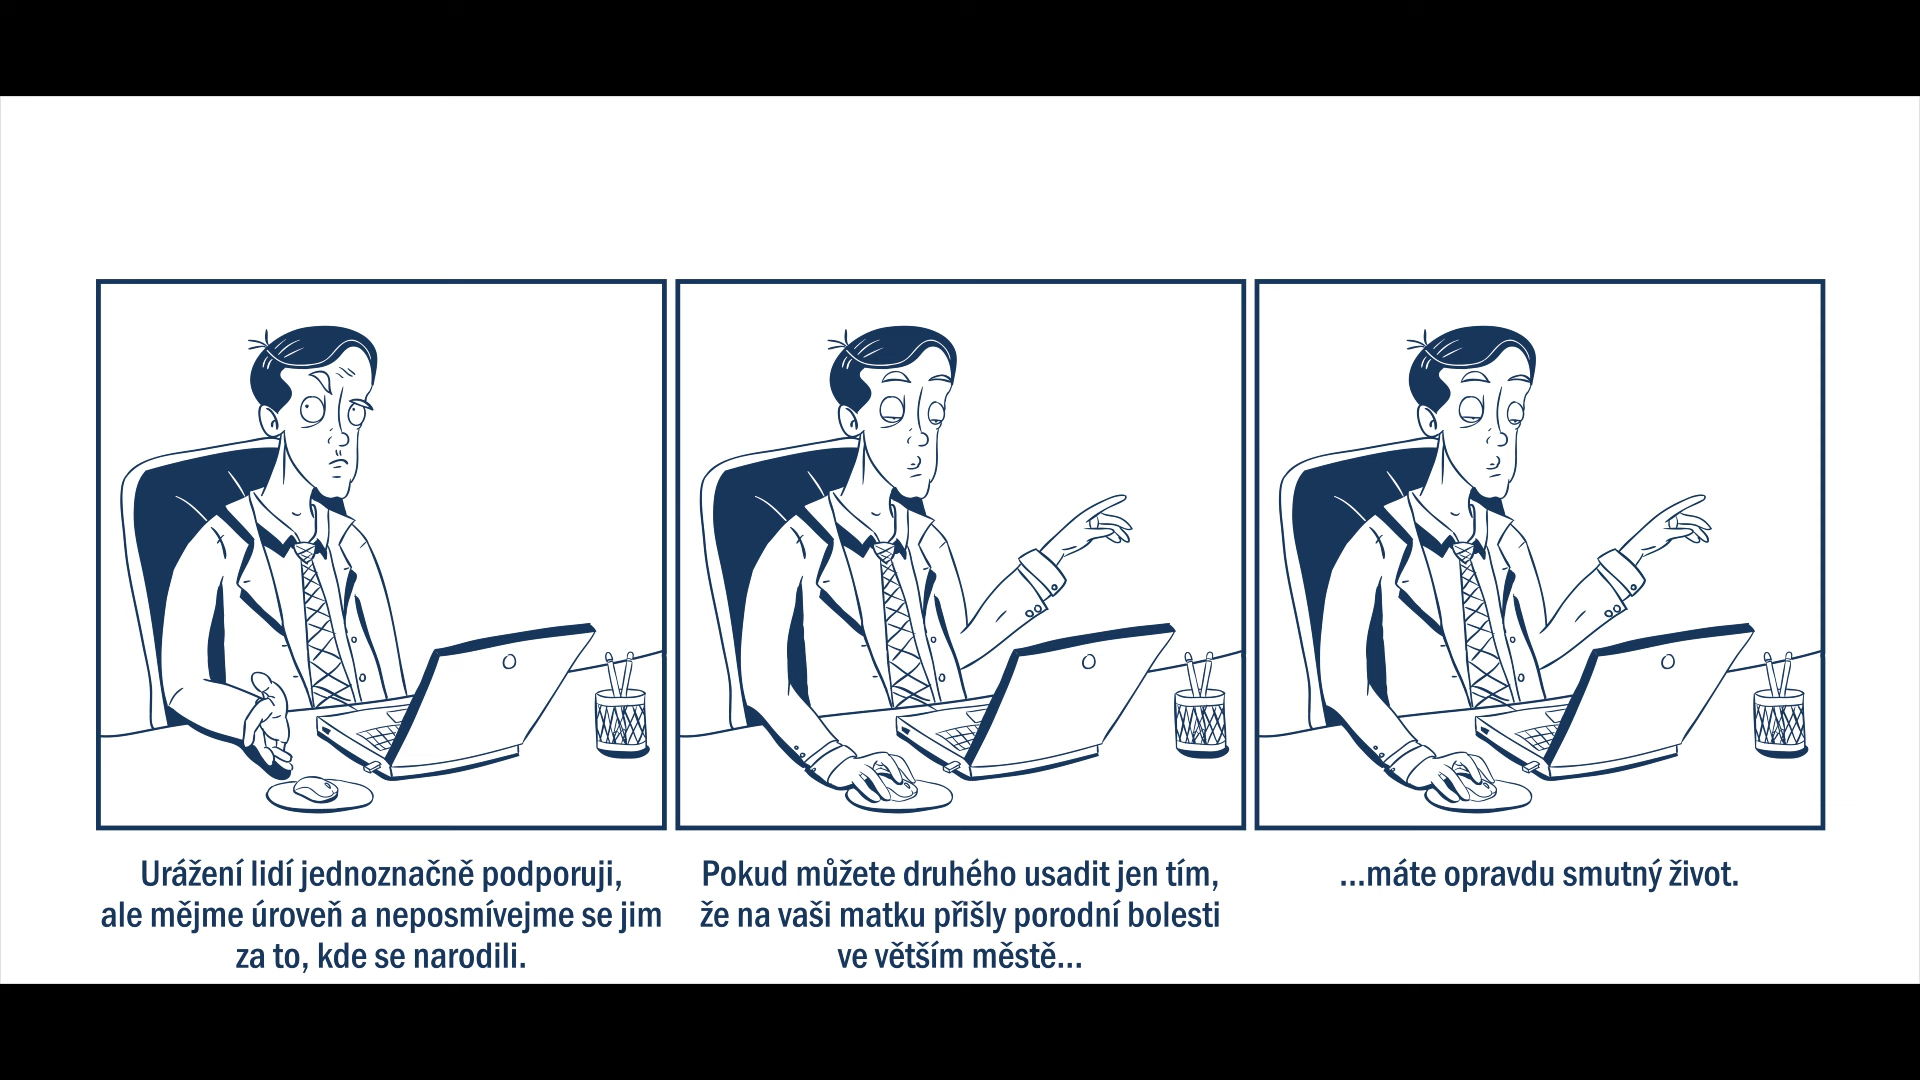 Urážení lidí jednoznačně podporuji,
ale mějme úroveň a neposmívejme se jim
za to, kde se narodili.
Pokud můžete druhého usadit jen tím,
že na vaši matku přišly porodní bolesti
ve větším městě...
...máte opravdu smutný život.